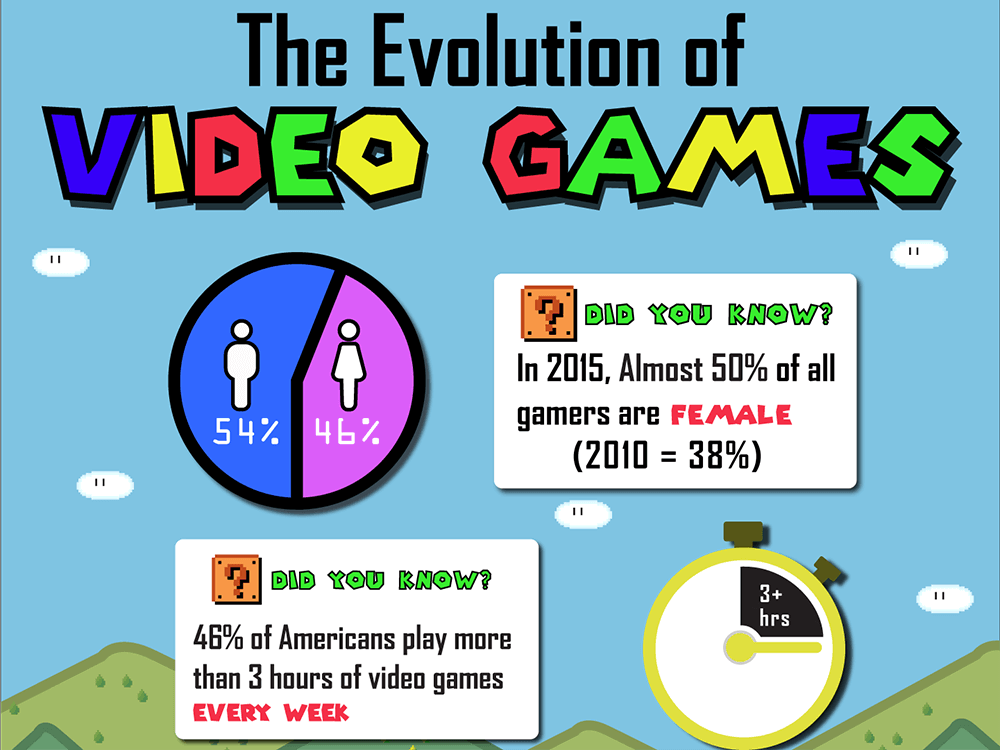 The Evolution of
VIDEO GAMES
54% 46%
? DID YOU KNOW?
In 2015, Almost 50% of all
gamers are FEMALE
(2010 = 38%)
? DID YOU KNOW?
46% of Americans play more
than 3 hours of video games
EVERY WEEK
3+
hrs